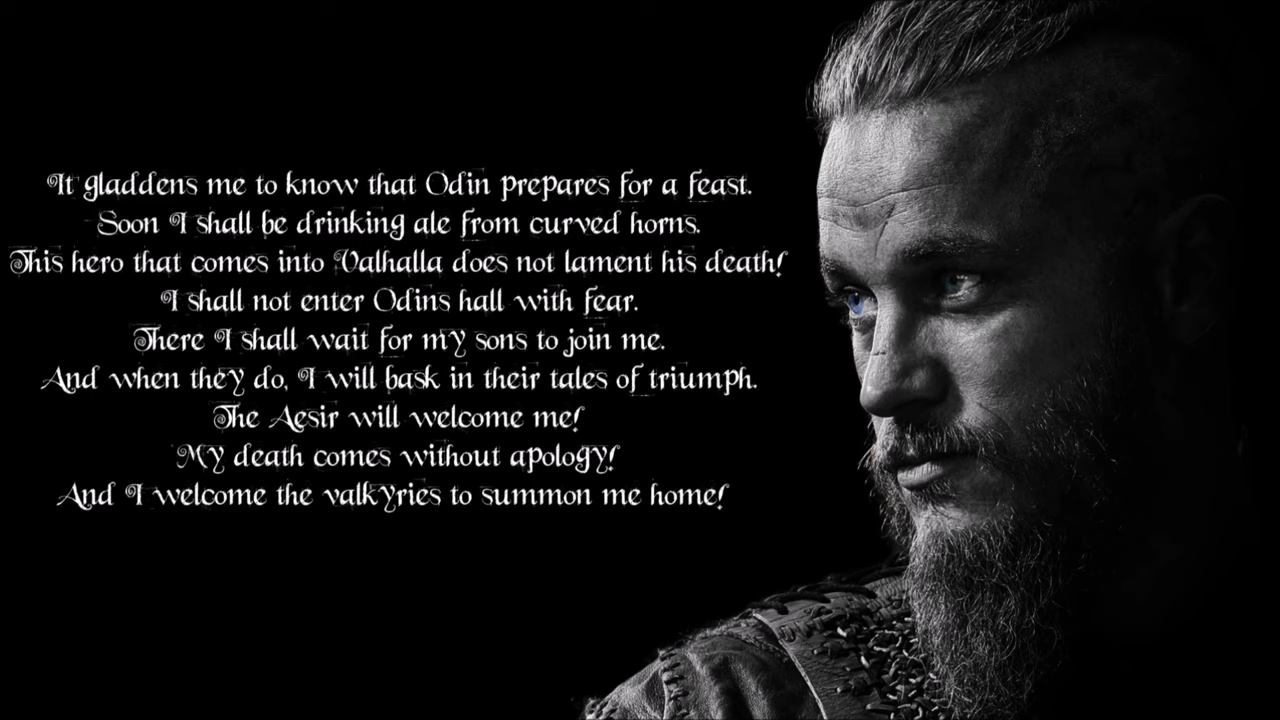 It gladdens me to know that Odin prepares for a feast.
Soon I shall be drinking ale from curved horns.
This hero that comes into Valhalla does not lament his death!
I shall not enter Odins hall with fear.
There I shall wait for my sons to join me.
And when they do, I will bask in their tales of triumph.
The Aesir will welcome me!
My death comes without apology!
And I welcome the valkyries to summon me home!